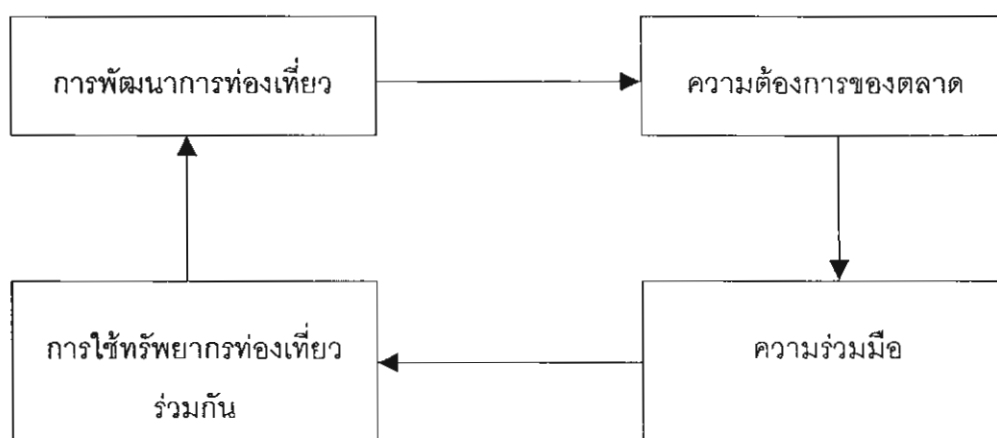 การพัฒนาการท่องเที่ยว
ความต้องการของตลาด
การใช้ทรัพยากรท่องเที่ยว
ร่วมกัน
ความร่วมมือ